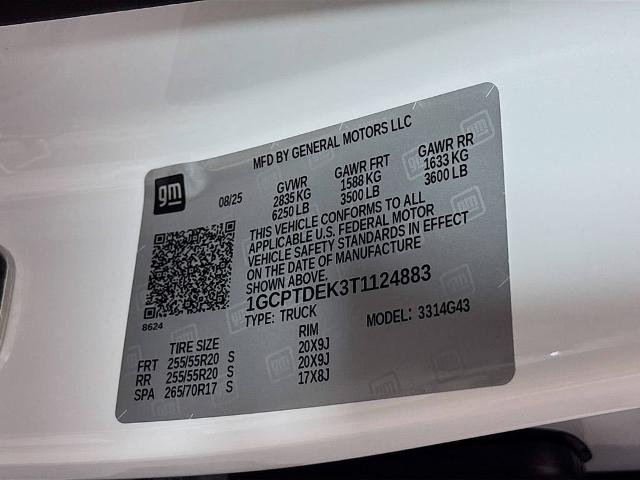 MFD BY GENERAL MOTORS LLC
gm
08/25
GVWR GAWR FRT GAWR RR
2835 KG 1588 KG 1633 KG
6250 LB 3500 LB 3600 LB
THIS VEHICLE CONFORMS TO ALL
APPLICABLE U.S. FEDERAL MOTOR
VEHICLE SAFETY STANDARDS IN EFFECT
ON THE DATE OF MANUFACTURE
SHOWN ABOVE.
1GCPTDEK3T1124883
8624
TYPE: TRUCK MODEL: 3314G43
TIRE SIZE RIM
FRT 255/55R20 S 20X9J
RR 255/55R20 S 20X9J
SPA 265/70R17 S 17X8J